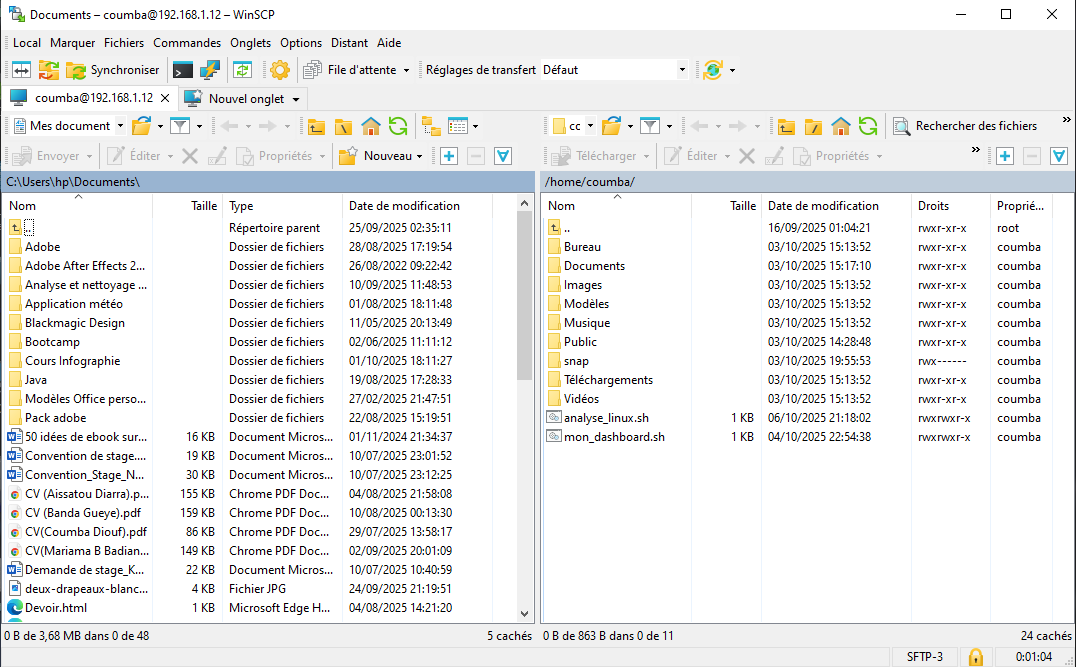 Documents – coumba@192.168.1.12 – WinSCP
Local Marquer Fichiers Commandes Onglets Options Distant Aide
Synchroniser File d'attente Réglages de transfert Défaut
coumba@192.168.1.12 Nouvel onglet
Mes document cc Rechercher des fichiers
Envoyer Éditer Propriétés Nouveau Télécharger Éditer Propriétés
C:\Users\hp\Documents\ /home/coumba/
Nom Taille Type Date de modification Nom Taille Date de modification Droits Proprié...
.. Répertoire parent 25/09/2025 02:35:11 .. 16/09/2025 01:04:21 rwxr-xr-x root
Adobe Dossier de fichiers 28/08/2025 17:19:54 Bureau 03/10/2025 15:13:52 rwxr-xr-x coumba
Adobe After Effects 2... Dossier de fichiers 26/08/2022 09:22:42 Documents 03/10/2025 15:17:10 rwxr-xr-x coumba
Analyse et nettoyage ... Dossier de fichiers 10/09/2025 11:48:53 Images 03/10/2025 15:13:52 rwxr-xr-x coumba
Application météo Dossier de fichiers 01/08/2025 18:11:48 Modèles 03/10/2025 15:13:52 rwxr-xr-x coumba
Blackmagic Design Dossier de fichiers 11/05/2025 20:13:49 Musique 03/10/2025 15:13:52 rwxr-xr-x coumba
Bootcamp Dossier de fichiers 02/06/2025 11:11:12 Public 03/10/2025 14:28:48 rwxr-xr-x coumba
Cours Infographie Dossier de fichiers 01/10/2025 18:11:27 snap 03/10/2025 19:55:53 rwx------ coumba
Java Dossier de fichiers 19/08/2025 17:28:33 Téléchargements 03/10/2025 15:13:52 rwxr-xr-x coumba
Modèles Office perso... Dossier de fichiers 27/02/2025 21:47:51 Vidéos 03/10/2025 15:13:52 rwxr-xr-x coumba
Pack adobe Dossier de fichiers 22/08/2025 15:19:51 analyse_linux.sh 1 KB 06/10/2025 21:18:02 rwxrwxr-x coumba
50 idées de ebook sur... 16 KB Document Micros... 01/11/2024 21:34:37 mon_dashboard.sh 1 KB 04/10/2025 22:54:38 rwxrwxr-x coumba
Convention de stage.... 19 KB Document Micros... 10/07/2025 23:01:52
Convention_Stage_N... 30 KB Document Micros... 10/07/2025 23:12:25
CV (Aissatou Diarra).p... 155 KB Chrome PDF Doc... 04/08/2025 21:58:08
CV (Banda Gueye).pdf 159 KB Chrome PDF Doc... 10/08/2025 00:13:30
CV(Coumba Diouf).pdf 86 KB Chrome PDF Doc... 29/07/2025 13:58:17
CV(Mariama B Badian... 149 KB Chrome PDF Doc... 02/09/2025 20:01:09
Demande de stage_K... 22 KB Document Micros... 10/07/2025 10:40:59
deux-drapeaux-blanc... 4 KB Fichier JPG 24/09/2025 21:19:51
Devoir.html 1 KB Microsoft Edge H... 04/08/2025 14:21:20
0 B de 3,68 MB dans 0 de 48 5 cachés 0 B de 863 B dans 0 de 11 24 cachés
SFTP-3 0:01:04